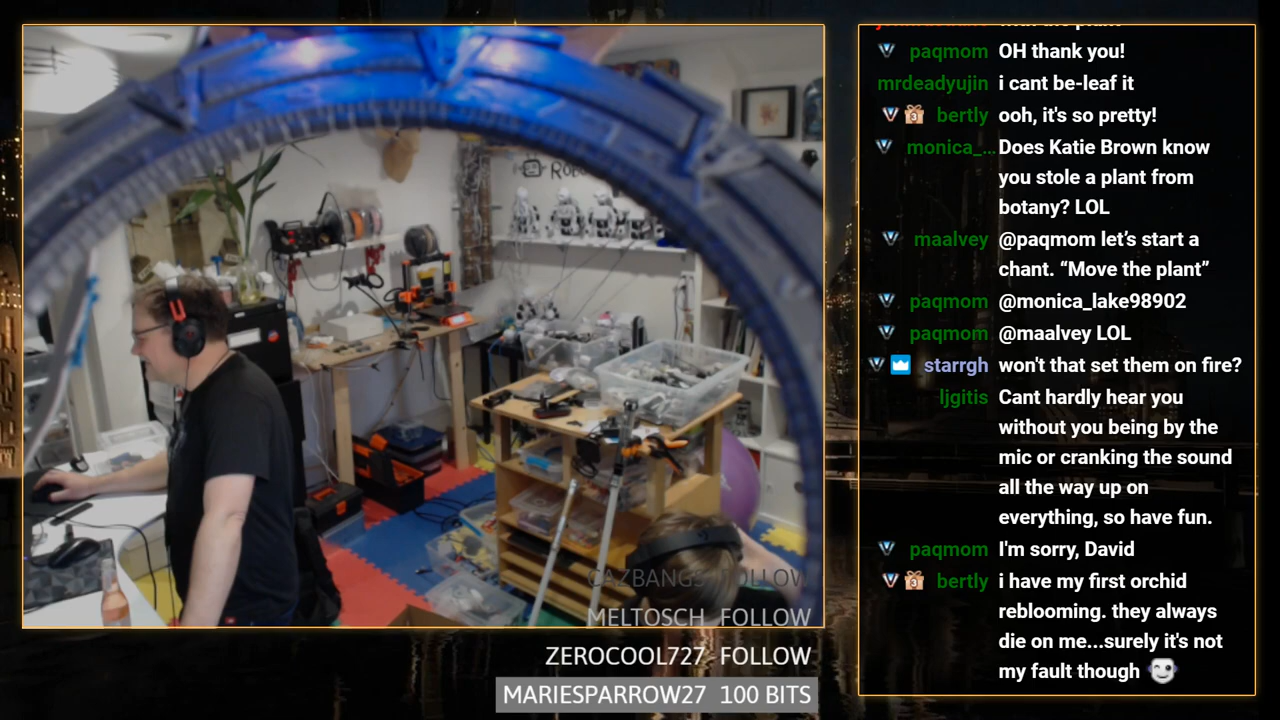 paqmom OH thank you!
mrdeadyujin i cant be-leaf it
bertly ooh, it's so pretty!
monica_... Does Katie Brown know
you stole a plant from
botany? LOL
maalvey @paqmom let's start a
chant. “Move the plant”
paqmom @monica_lake98902
paqmom @maalvey LOL
starrgh won't that set them on fire?
ljgitis Cant hardly hear you
without you being by the
mic or cranking the sound
all the way up on
everything, so have fun.
paqmom I'm sorry, David
bertly i have my first orchid
reblooming. they always
die on me...surely it's not
my fault though
CAZBANGS FOLLOW
MELTOSCH FOLLOW
ZEROCOOL727 FOLLOW
MARIESPARROW27 100 BITS